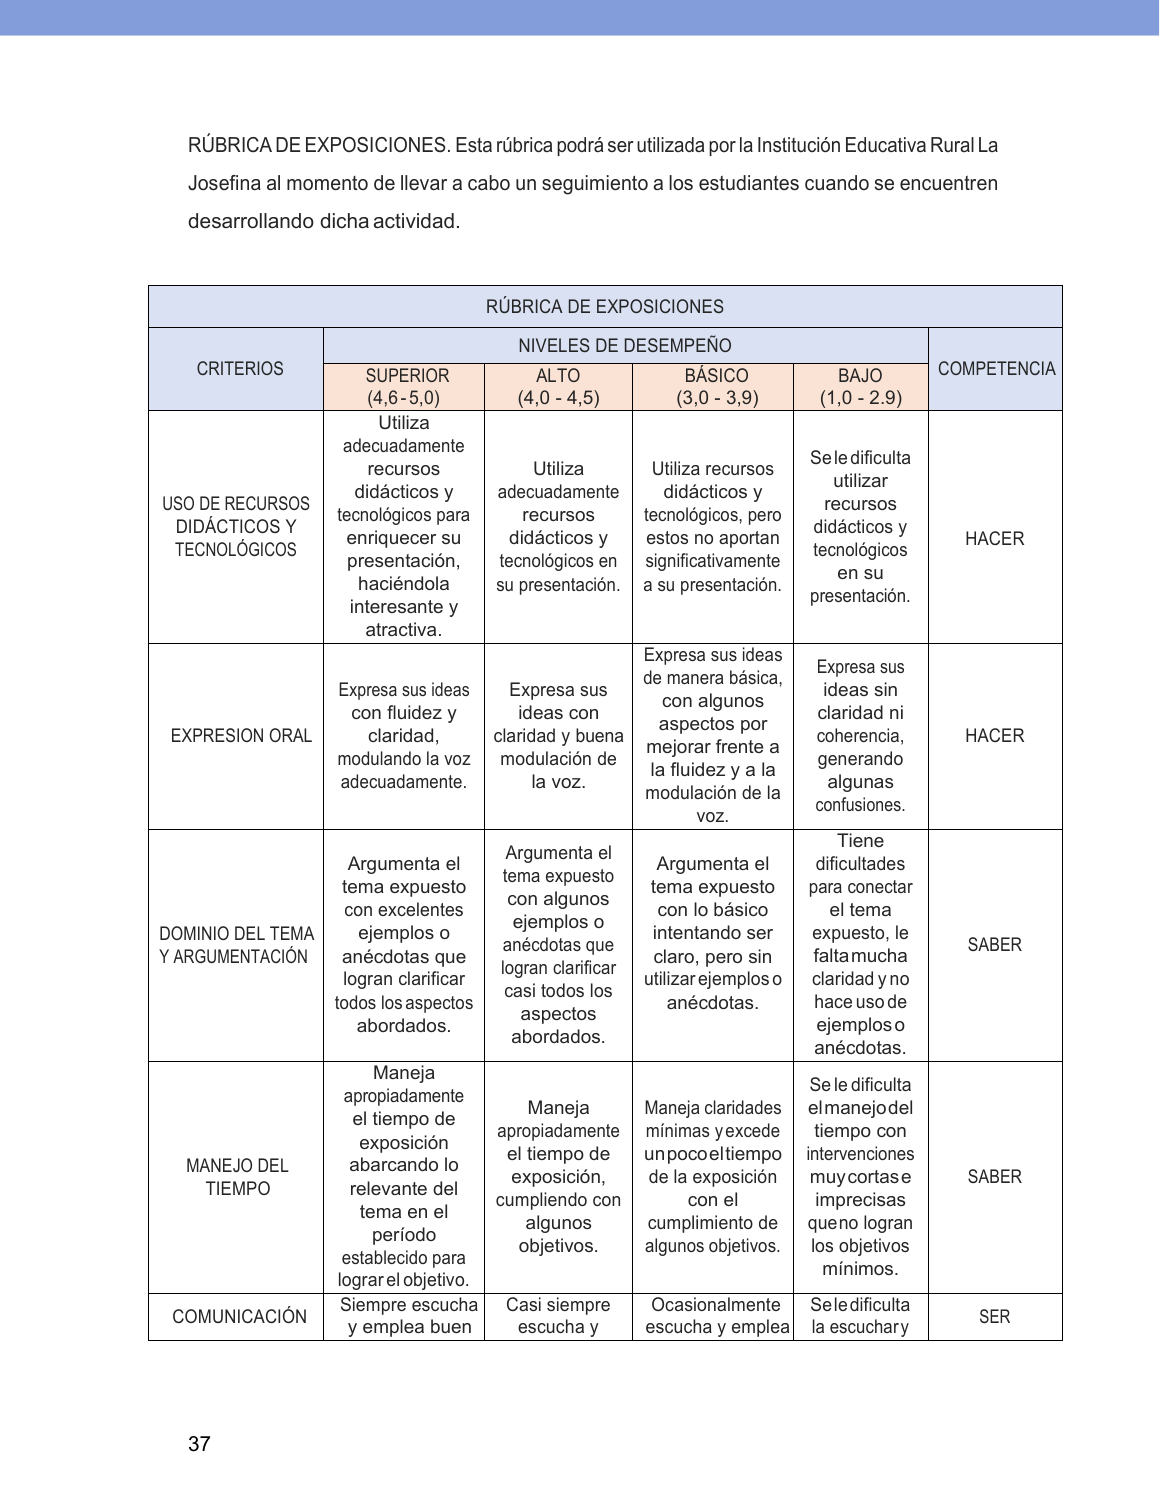 RÚBRICA DE EXPOSICIONES. Esta rúbrica podrá ser utilizada por la Institución Educativa Rural La
Josefina al momento de llevar a cabo un seguimiento a los estudiantes cuando se encuentren
desarrollando dicha actividad.
RÚBRICA DE EXPOSICIONES
CRITERIOS
NIVELES DE DESEMPEÑO
COMPETENCIA
SUPERIOR
(4,6 - 5,0)
ALTO
(4,0 - 4,5)
BÁSICO
(3,0 - 3,9)
BAJO
(1,0 - 2.9)
USO DE RECURSOS
DIDÁCTICOS Y
TECNOLÓGICOS
Utiliza
adecuadamente
recursos
didácticos y
tecnológicos para
enriquecer su
presentación,
haciéndola
interesante y
atractiva.
Utiliza
adecuadamente
recursos
didácticos y
tecnológicos en
su presentación.
Utiliza recursos
didácticos y
tecnológicos, pero
estos no aportan
significativamente
a su presentación.
Se le dificulta
utilizar
recursos
didácticos y
tecnológicos
en su
presentación.
HACER
EXPRESION ORAL
Expresa sus ideas
con fluidez y
claridad,
modulando la voz
adecuadamente.
Expresa sus
ideas con
claridad y buena
modulación de
la voz.
Expresa sus ideas
de manera básica,
con algunos
aspectos por
mejorar frente a
la fluidez y a la
modulación de la
voz.
Expresa sus
ideas sin
claridad ni
coherencia,
generando
algunas
confusiones.
HACER
DOMINIO DEL TEMA
Y ARGUMENTACIÓN
Argumenta el
tema expuesto
con excelentes
ejemplos o
anécdotas que
logran clarificar
todos los aspectos
abordados.
Argumenta el
tema expuesto
con algunos
ejemplos o
anécdotas que
logran clarificar
casi todos los
aspectos
abordados.
Argumenta el
tema expuesto
con lo básico
intentando ser
claro, pero sin
utilizar ejemplos o
anécdotas.
Tiene
dificultades
para conectar
el tema
expuesto, le
falta mucha
claridad y no
hace uso de
ejemplos o
anécdotas.
SABER
MANEJO DEL
TIEMPO
Maneja
apropiadamente
el tiempo de
exposición
abarcando lo
relevante del
tema en el
período
establecido para
lograr el objetivo.
Maneja
apropiadamente
el tiempo de
exposición,
cumpliendo con
algunos
objetivos.
Maneja claridades
mínimas y excede
un poco el tiempo
de la exposición
con el
cumplimiento de
algunos objetivos.
Se le dificulta
el manejo del
tiempo con
intervenciones
muy cortas e
imprecisas
que no logran
los objetivos
mínimos.
SABER
COMUNICACIÓN
Siempre escucha
y emplea buen
Casi siempre
escucha y
Ocasionalmente
escucha y emplea
Se le dificulta
la escuchar y
SER
37